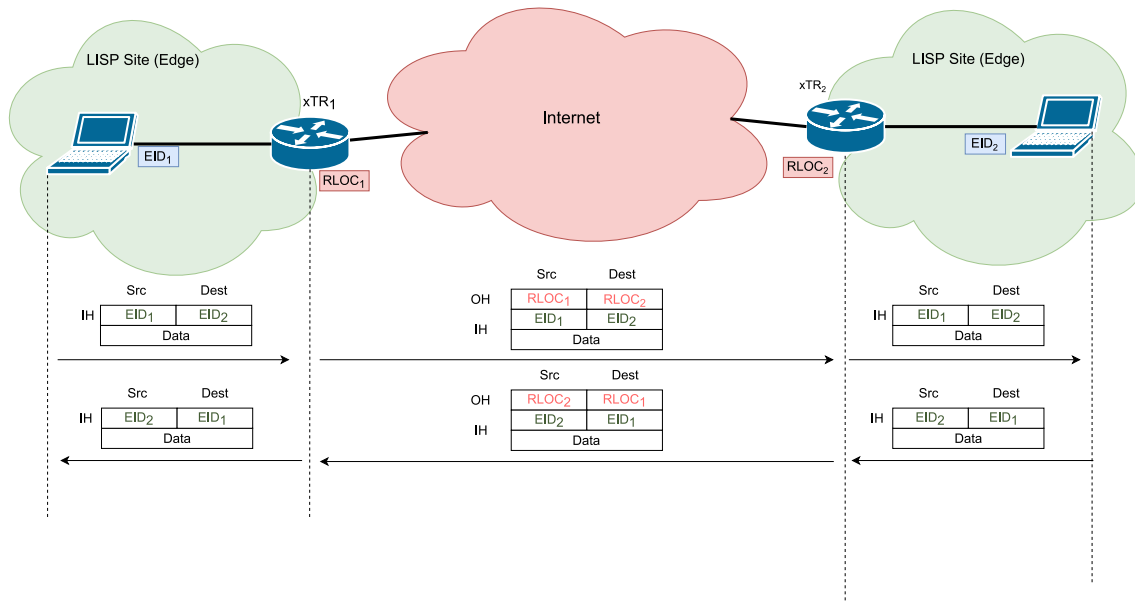 LISP Site (Edge)
xTR₁
Internet
xTR₂
LISP Site (Edge)
EID₁
RLOC₁
RLOC₂
EID₂
Src Dest
IH EID₁ EID₂
Data
Src Dest
OH RLOC₁ RLOC₂
IH EID₁ EID₂
Data
Src Dest
IH EID₁ EID₂
Data
Src Dest
IH EID₂ EID₁
Data
Src Dest
OH RLOC₂ RLOC₁
IH EID₂ EID₁
Data
Src Dest
IH EID₂ EID₁
Data